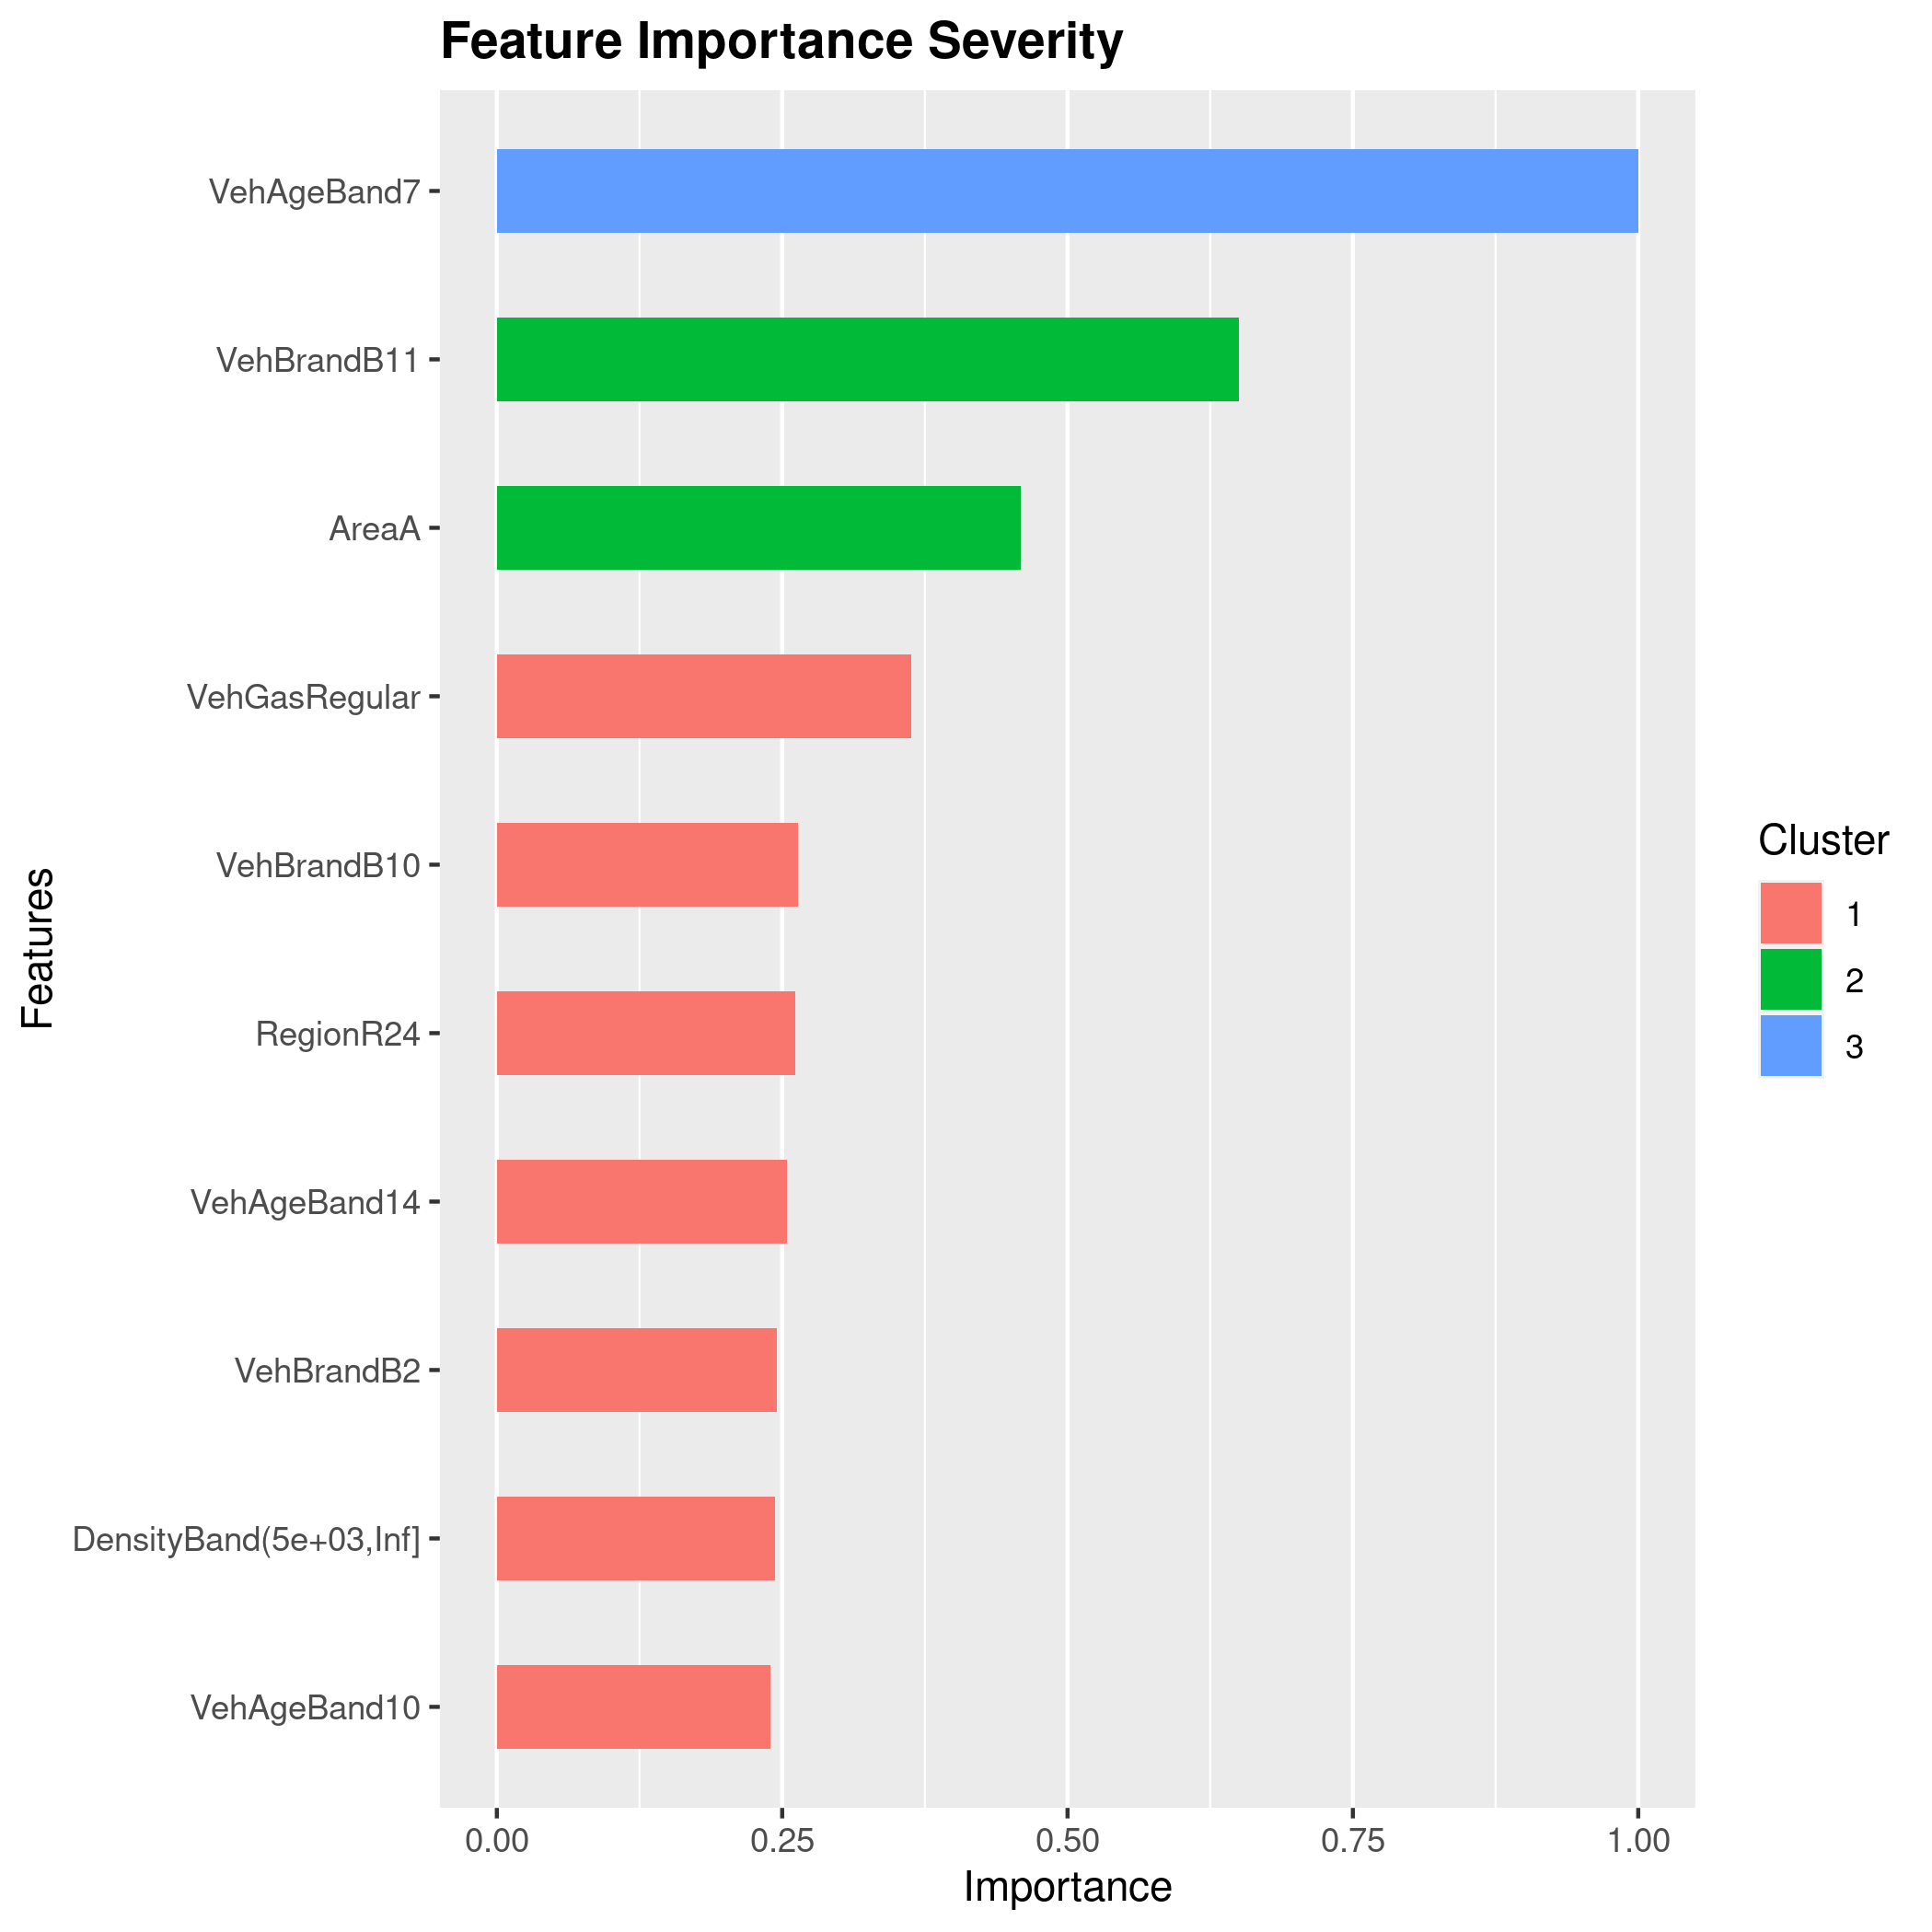 Feature Importance Severity
VehAgeBand7
VehBrandB11
AreaA
VehGasRegular
VehBrandB10
RegionR24
VehAgeBand14
VehBrandB2
DensityBand(5e+03,Inf]
VehAgeBand10
Features
0.00 0.25 0.50 0.75 1.00
Importance
Cluster
1
2
3